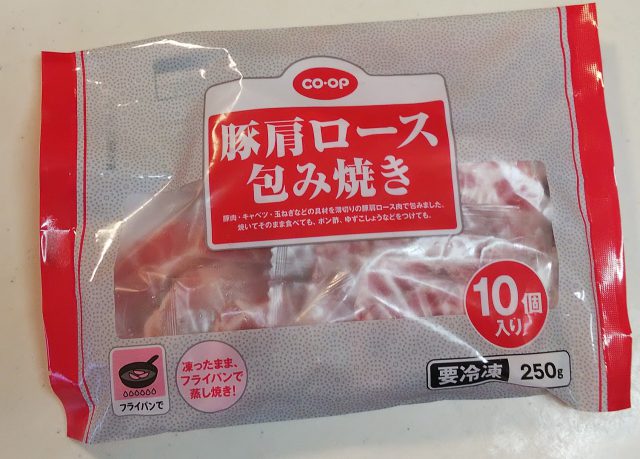 CO·OP
豚肩ロース
包み焼き
豚肉・キャベツ・玉ねぎなどの具材を薄切りの豚肩ロース肉で包みました。
焼いてそのまま食べても、ポン酢、ゆずこしょうなどをつけても。
10個
入り
凍ったまま、
フライパンで
蒸し焼き!
フライパンで
要冷凍 250g